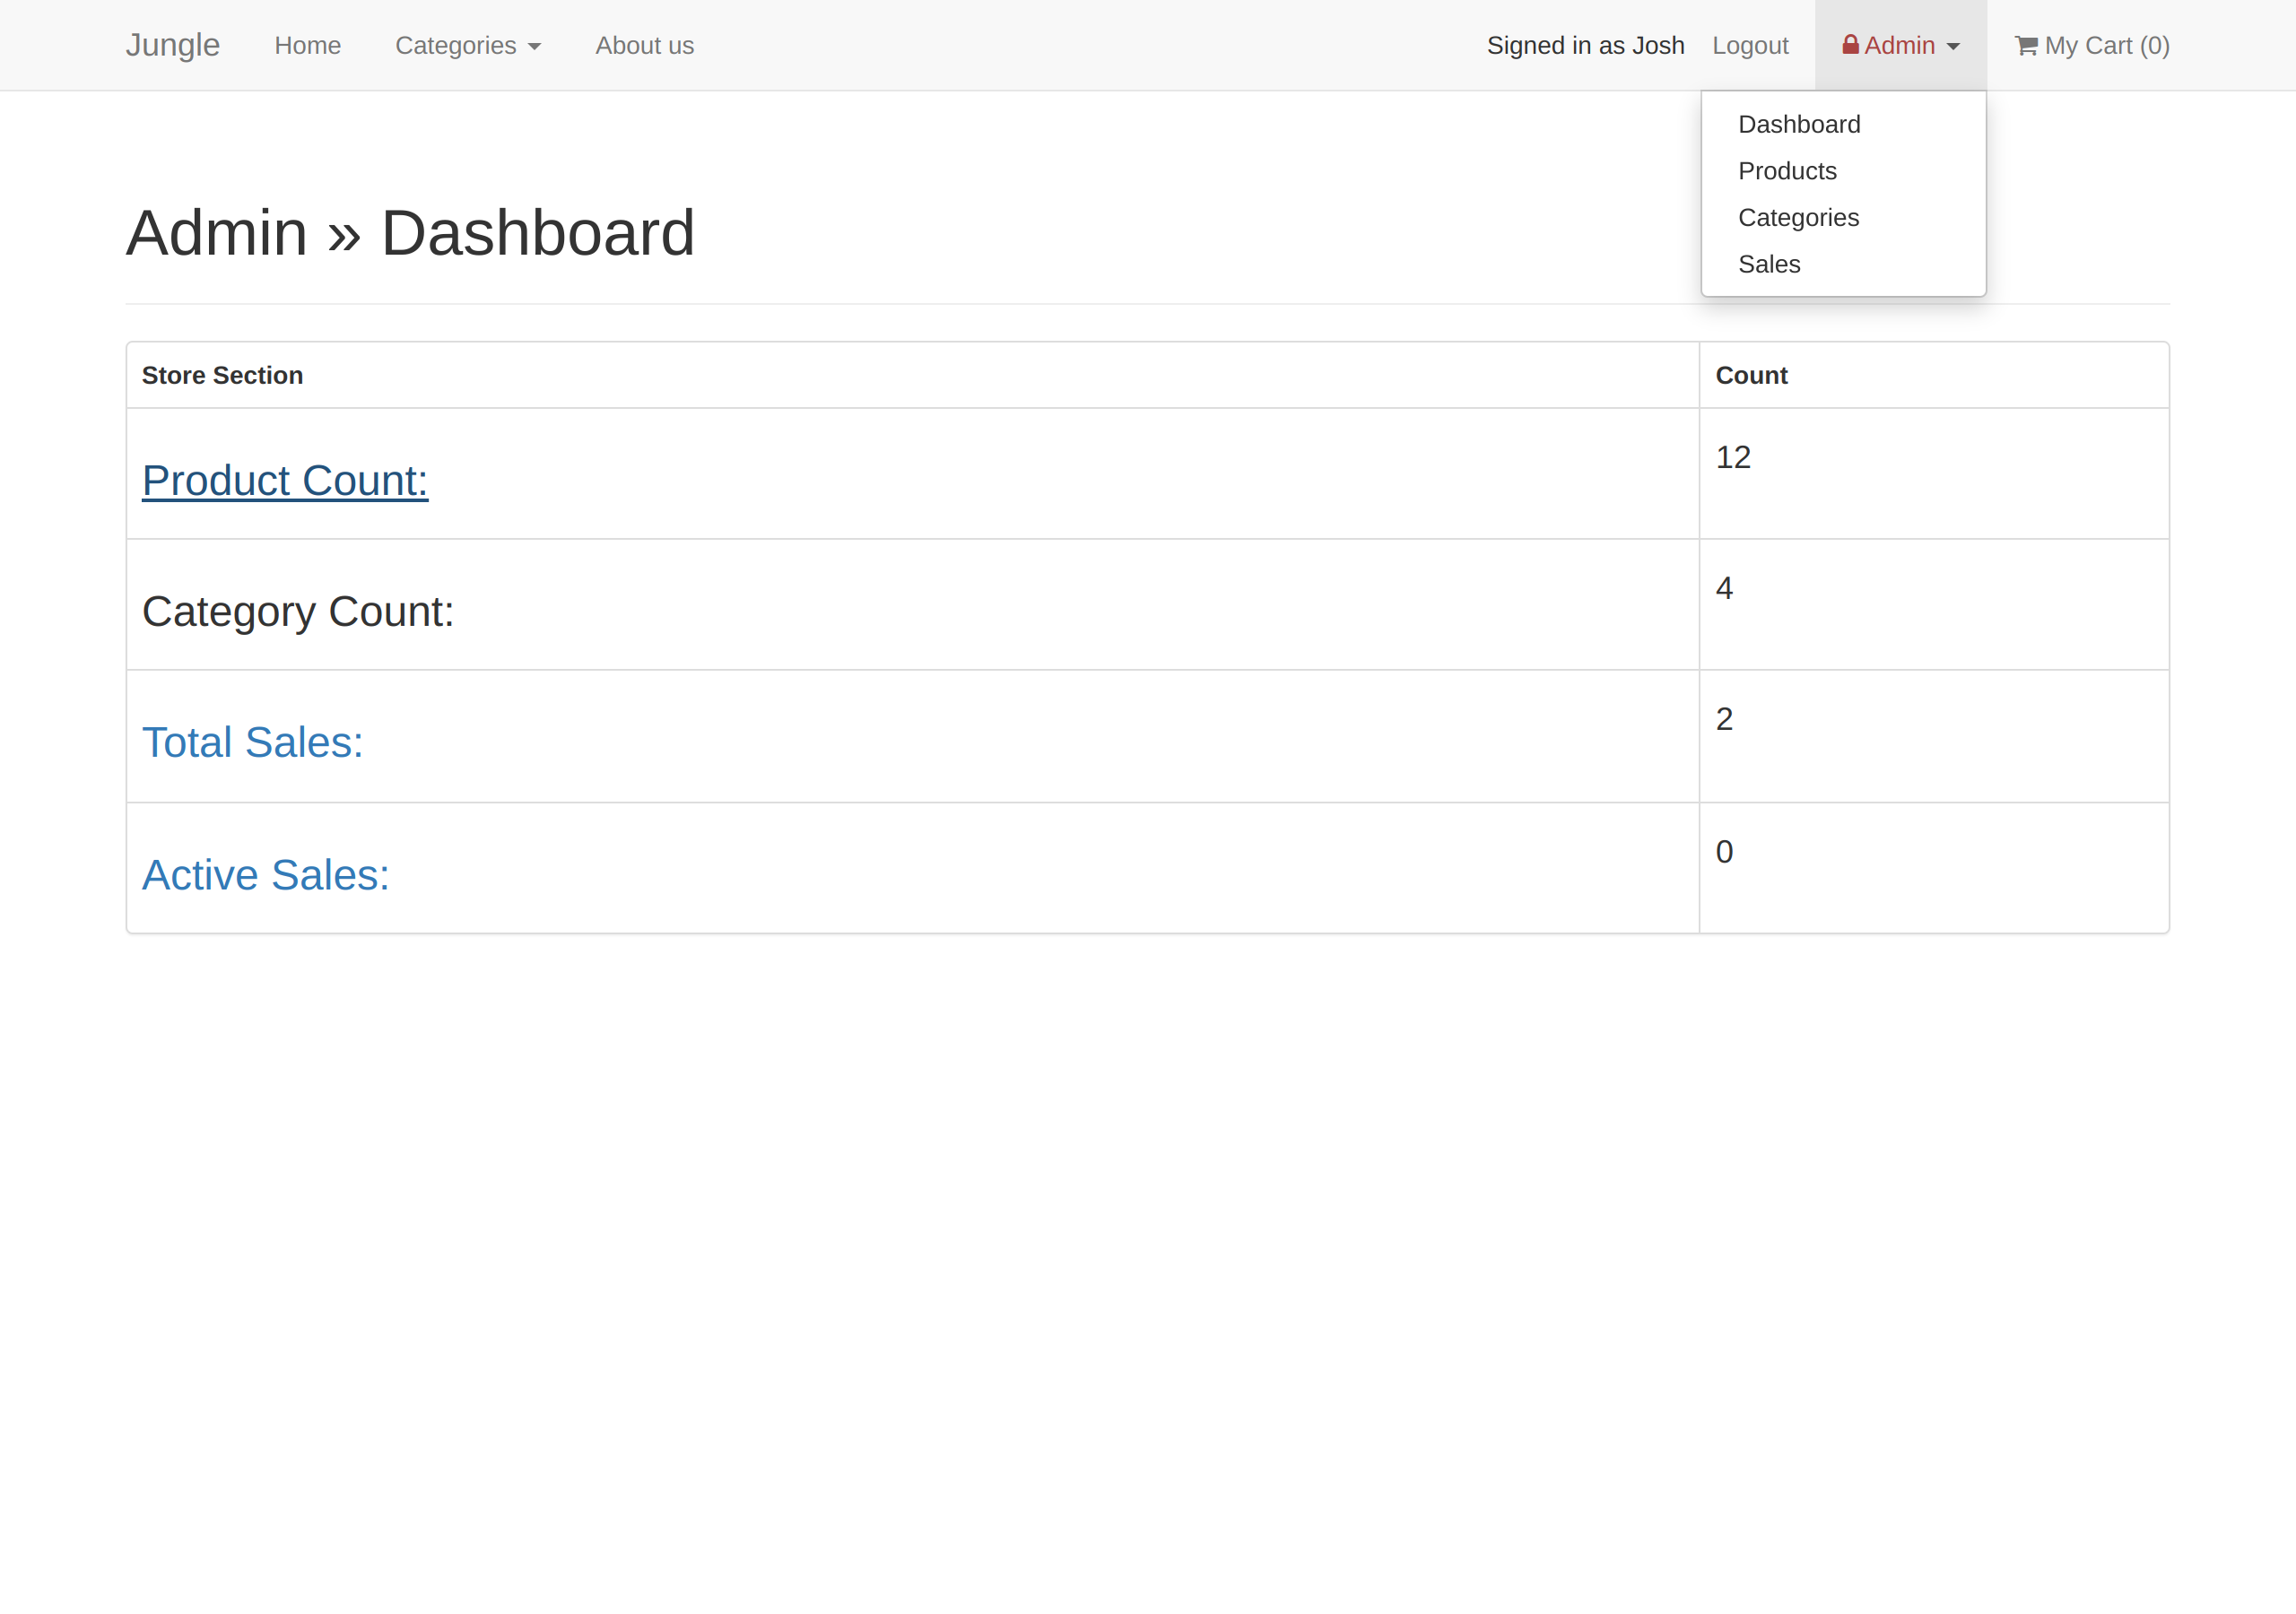 Jungle Home Categories About us Signed in as Josh Logout Admin My Cart (0)
Dashboard
Products
Categories
Sales
Admin » Dashboard
Store Section Count
Product Count: 12
Category Count: 4
Total Sales: 2
Active Sales: 0